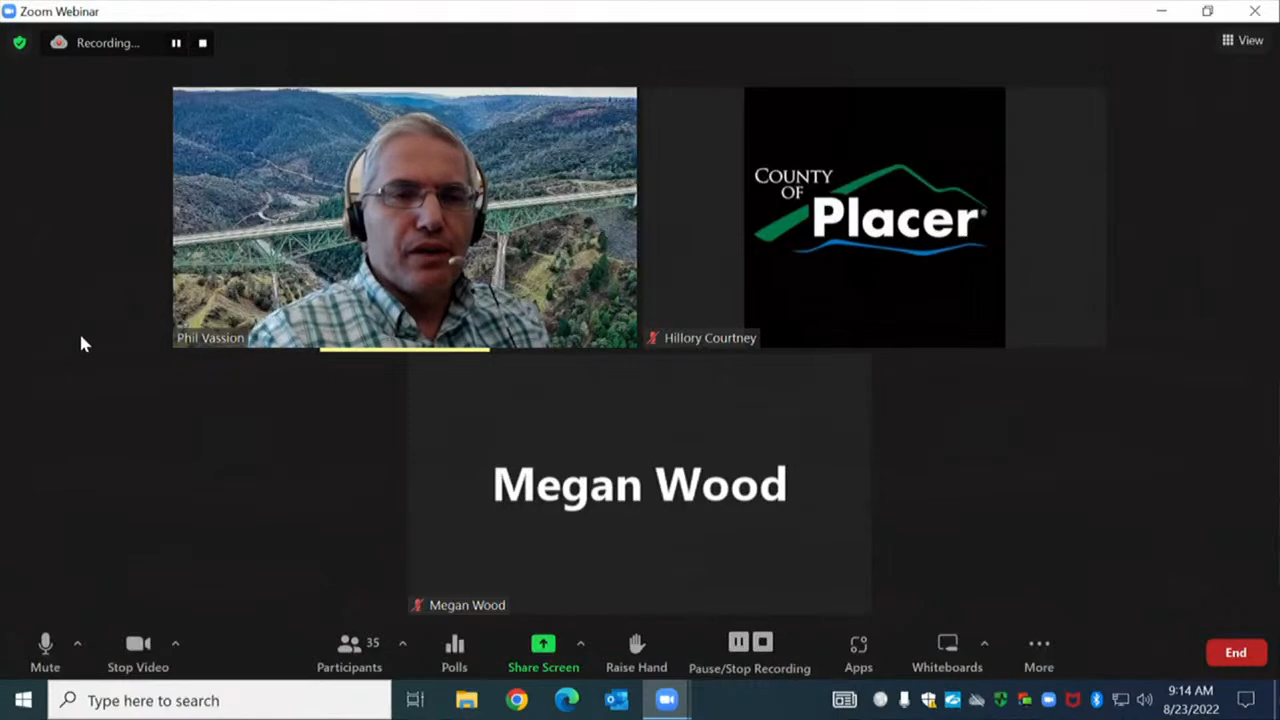 Zoom Webinar
Recording...
View
COUNTY
OF
Placer
Phil Vassion
Hillory Courtney
Megan Wood
Megan Wood
Mute
Stop Video
35
Participants
Polls
Share Screen
Raise Hand
Pause/Stop Recording
Apps
Whiteboards
More
End
Type here to search
9:14 AM
8/23/2022